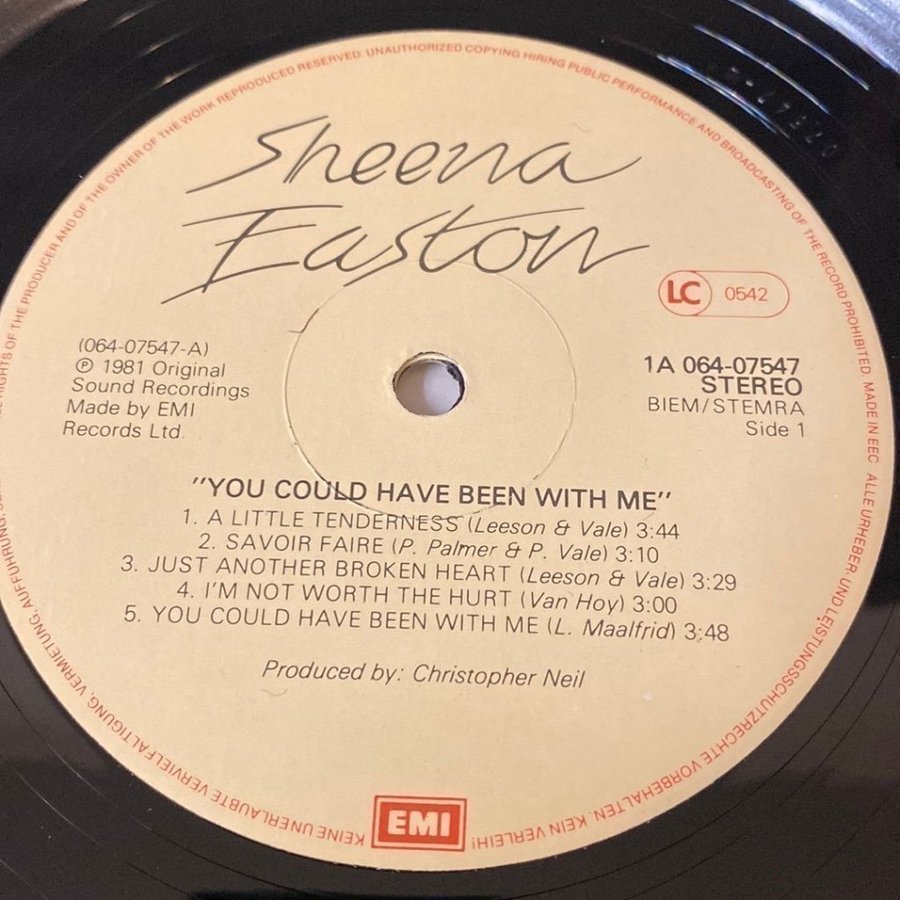 Sheena
Easton
LC 0542
(064-07547-A)
℗ 1981 Original
Sound Recordings
Made by EMI
Records Ltd.
1A 064-07547
STEREO
BIEM/STEMRA
Side 1
"YOU COULD HAVE BEEN WITH ME"
1. A LITTLE TENDERNESS (Leeson & Vale) 3:44
2. SAVOIR FAIRE (P. Palmer & P. Vale) 3:10
3. JUST ANOTHER BROKEN HEART (Leeson & Vale) 3:29
4. I'M NOT WORTH THE HURT (Van Hoy) 3:00
5. YOU COULD HAVE BEEN WITH ME (L. Maalfrid) 3:48
Produced by: Christopher Neil
EMI
RIGHTS OF THE PRODUCER AND OF THE OWNER OF THE WORK REPRODUCED RESERVED. UNAUTHORIZED COPYING HIRING PUBLIC PERFORMANCE AND BROADCASTING OF THE RECORD PROHIBITED. MADE IN EEC ALLE URHEBER- UND LEISTUNGSSCHUTZRECHTE VORBEHALTEN. KEIN VERLEIH! KEINE UNERLAUBTE VERVIELFÄLTIGUNG, VERMIETUNG, AUFFÜHRUNG,